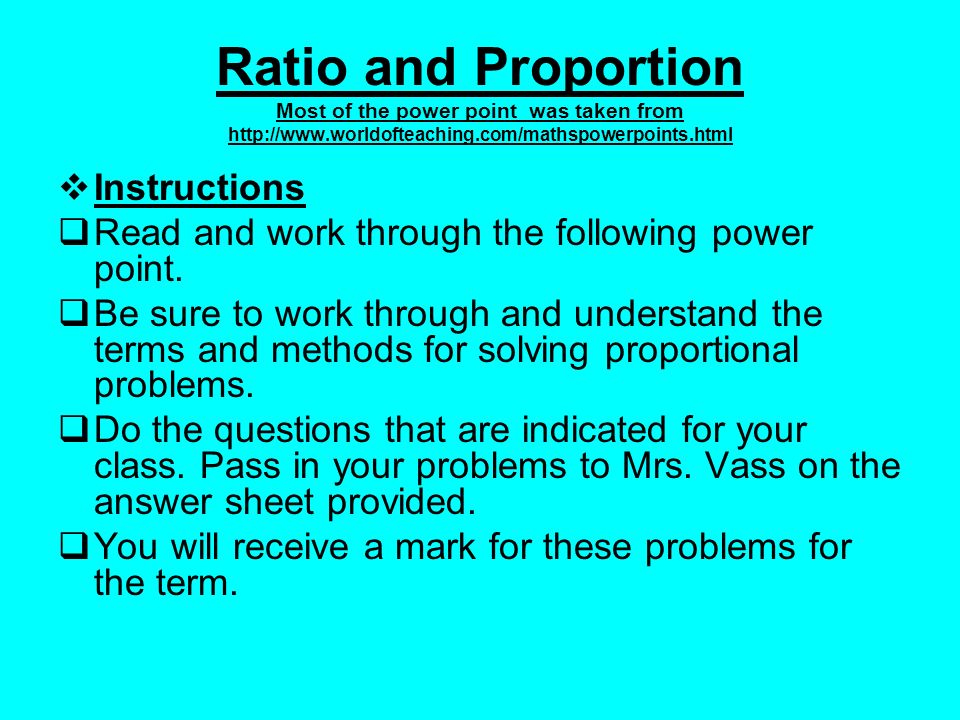 Ratio and Proportion
Most of the power point was taken from
http://www.worldofteaching.com/mathspowerpoints.html
Instructions
Read and work through the following power
point.
Be sure to work through and understand the
terms and methods for solving proportional
problems.
Do the questions that are indicated for your
class. Pass in your problems to Mrs. Vass on the
answer sheet provided.
You will receive a mark for these problems for
the term.